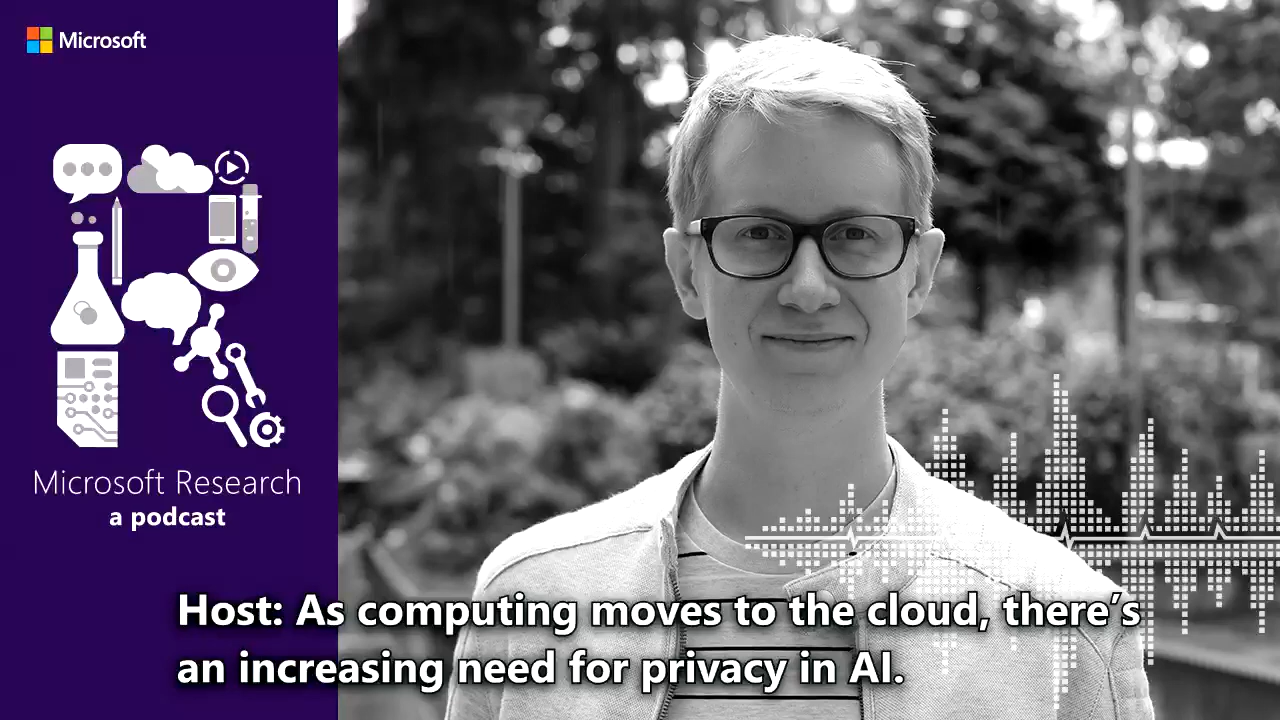 Microsoft
Microsoft Research
a podcast
Host: As computing moves to the cloud, there’s
an increasing need for privacy in AI.